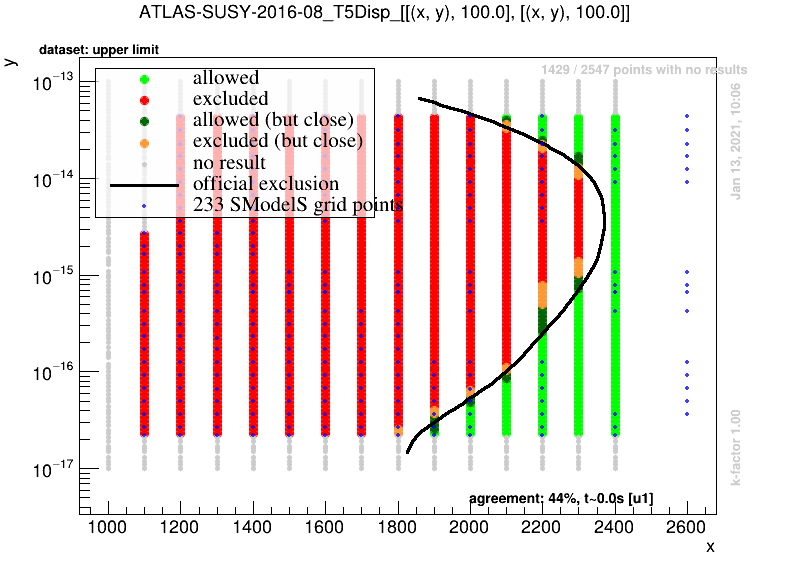 ATLAS-SUSY-2016-08_T5Disp_[[(x, y), 100.0], [(x, y), 100.0]]
dataset: upper limit
y
1429 / 2547 points with no results
allowed
excluded
allowed (but close)
excluded (but close)
no result
official exclusion
233 SModelS grid points
10^−13
10^−14
10^−15
10^−16
10^−17
Jan 13, 2021, 10:06
k-factor 1.00
agreement: 44%, t~0.0s [u1]
1000 1200 1400 1600 1800 2000 2200 2400 2600
x